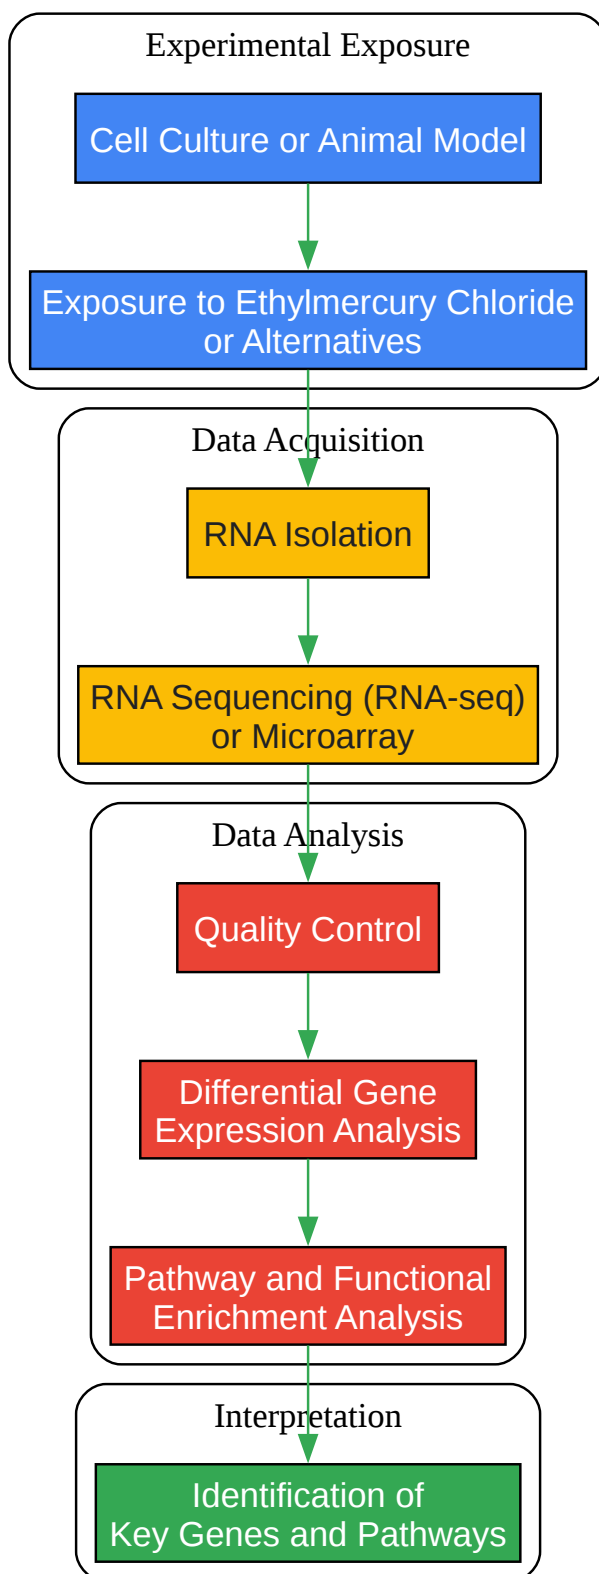 Experimental Exposure
Cell Culture or Animal Model
Exposure to Ethylmercury Chloride
or Alternatives
Data Acquisition
RNA Isolation
RNA Sequencing (RNA-seq)
or Microarray
Data Analysis
Quality Control
Differential Gene
Expression Analysis
Pathway and Functional
Enrichment Analysis
Interpretation
Identification of
Key Genes and Pathways